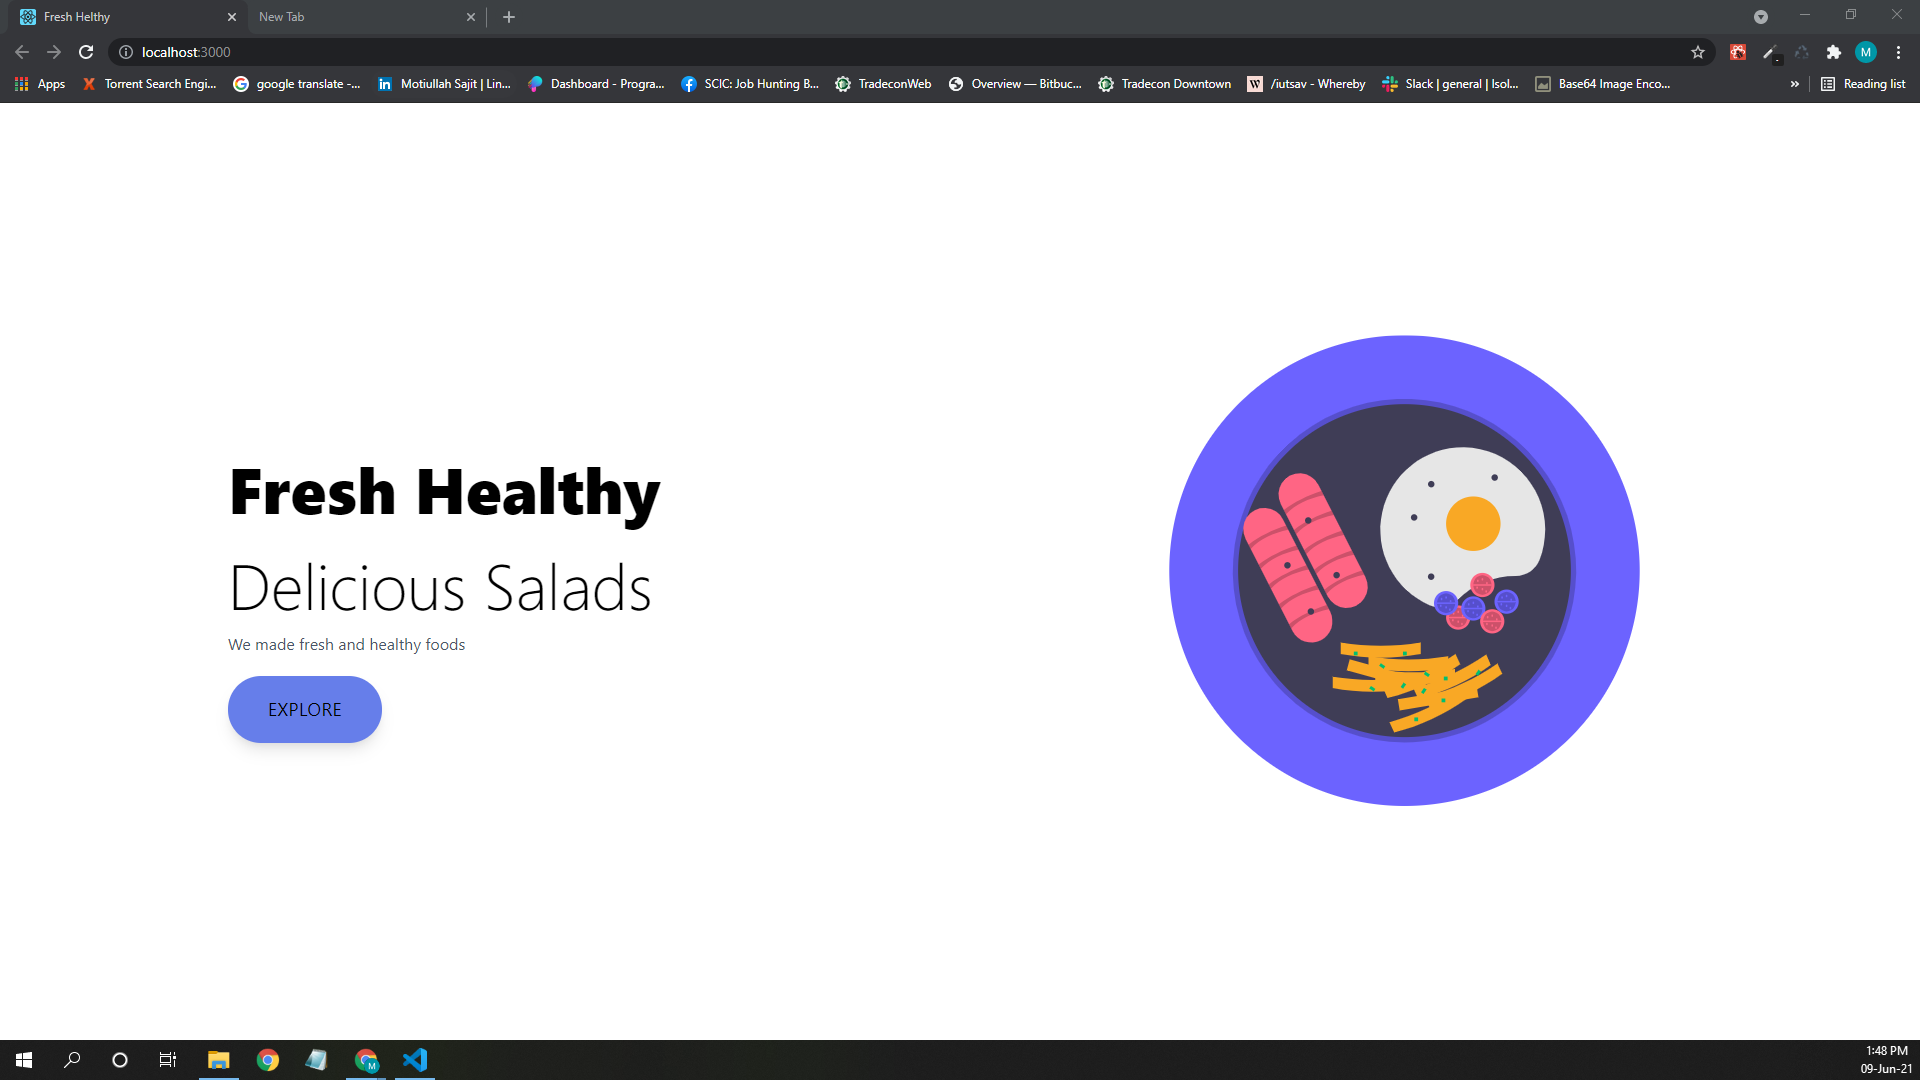 Fresh Helthy
New Tab
localhost:3000
M
Apps
Torrent Search Engi...
google translate -...
Motiullah Sajit | Lin...
Dashboard - Progra...
SCIC: Job Hunting B...
TradeconWeb
Overview — Bitbuc...
Tradecon Downtown
/iutsav - Whereby
Slack | general | Isol...
Base64 Image Enco...
»
Reading list
Fresh Healthy
Delicious Salads
We made fresh and healthy foods
EXPLORE
M
1:48 PM
09-Jun-21